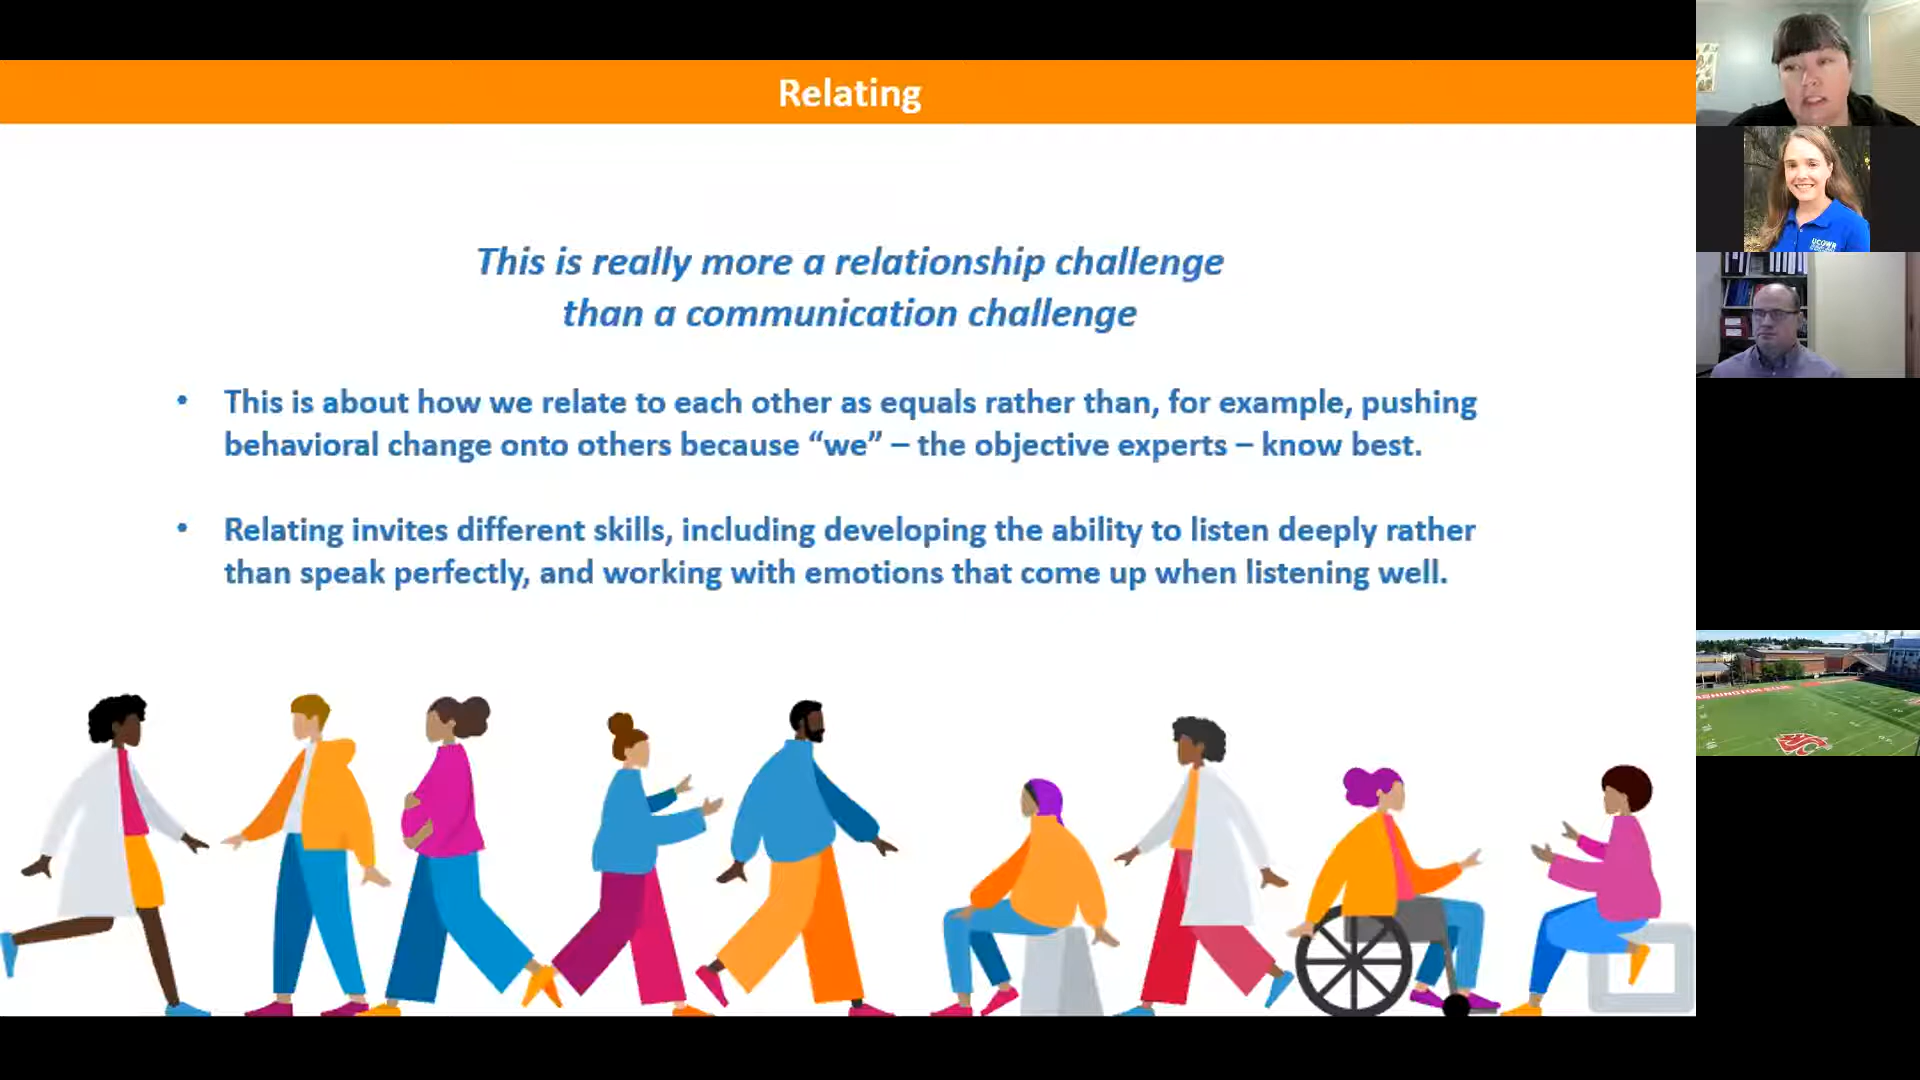 Relating
This is really more a relationship challenge
than a communication challenge
• This is about how we relate to each other as equals rather than, for example, pushing
behavioral change onto others because “we” – the objective experts – know best.
• Relating invites different skills, including developing the ability to listen deeply rather
than speak perfectly, and working with emotions that come up when listening well.
UCOWR